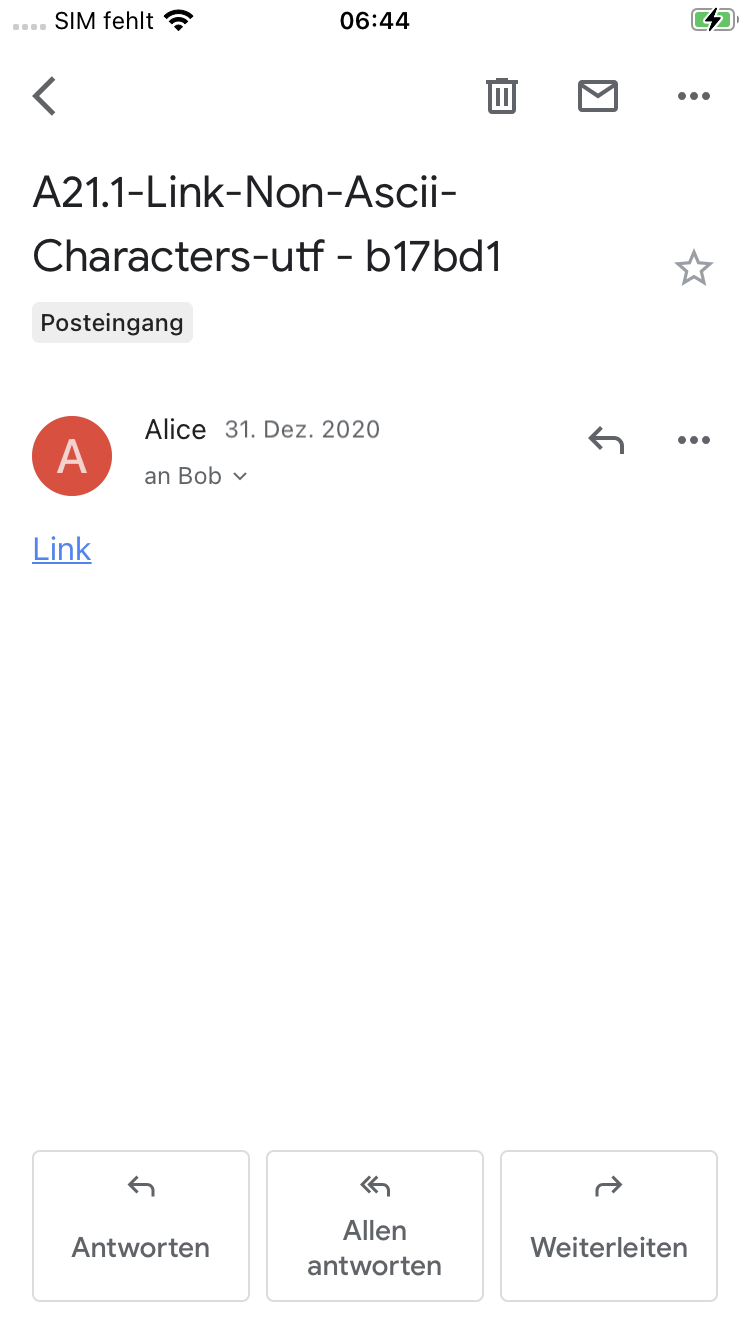 SIM fehlt 06:44
A21.1-Link-Non-Ascii-
Characters-utf - b17bd1
Posteingang
A
Alice 31. Dez. 2020
an Bob
Link
Antworten
Allen
antworten
Weiterleiten